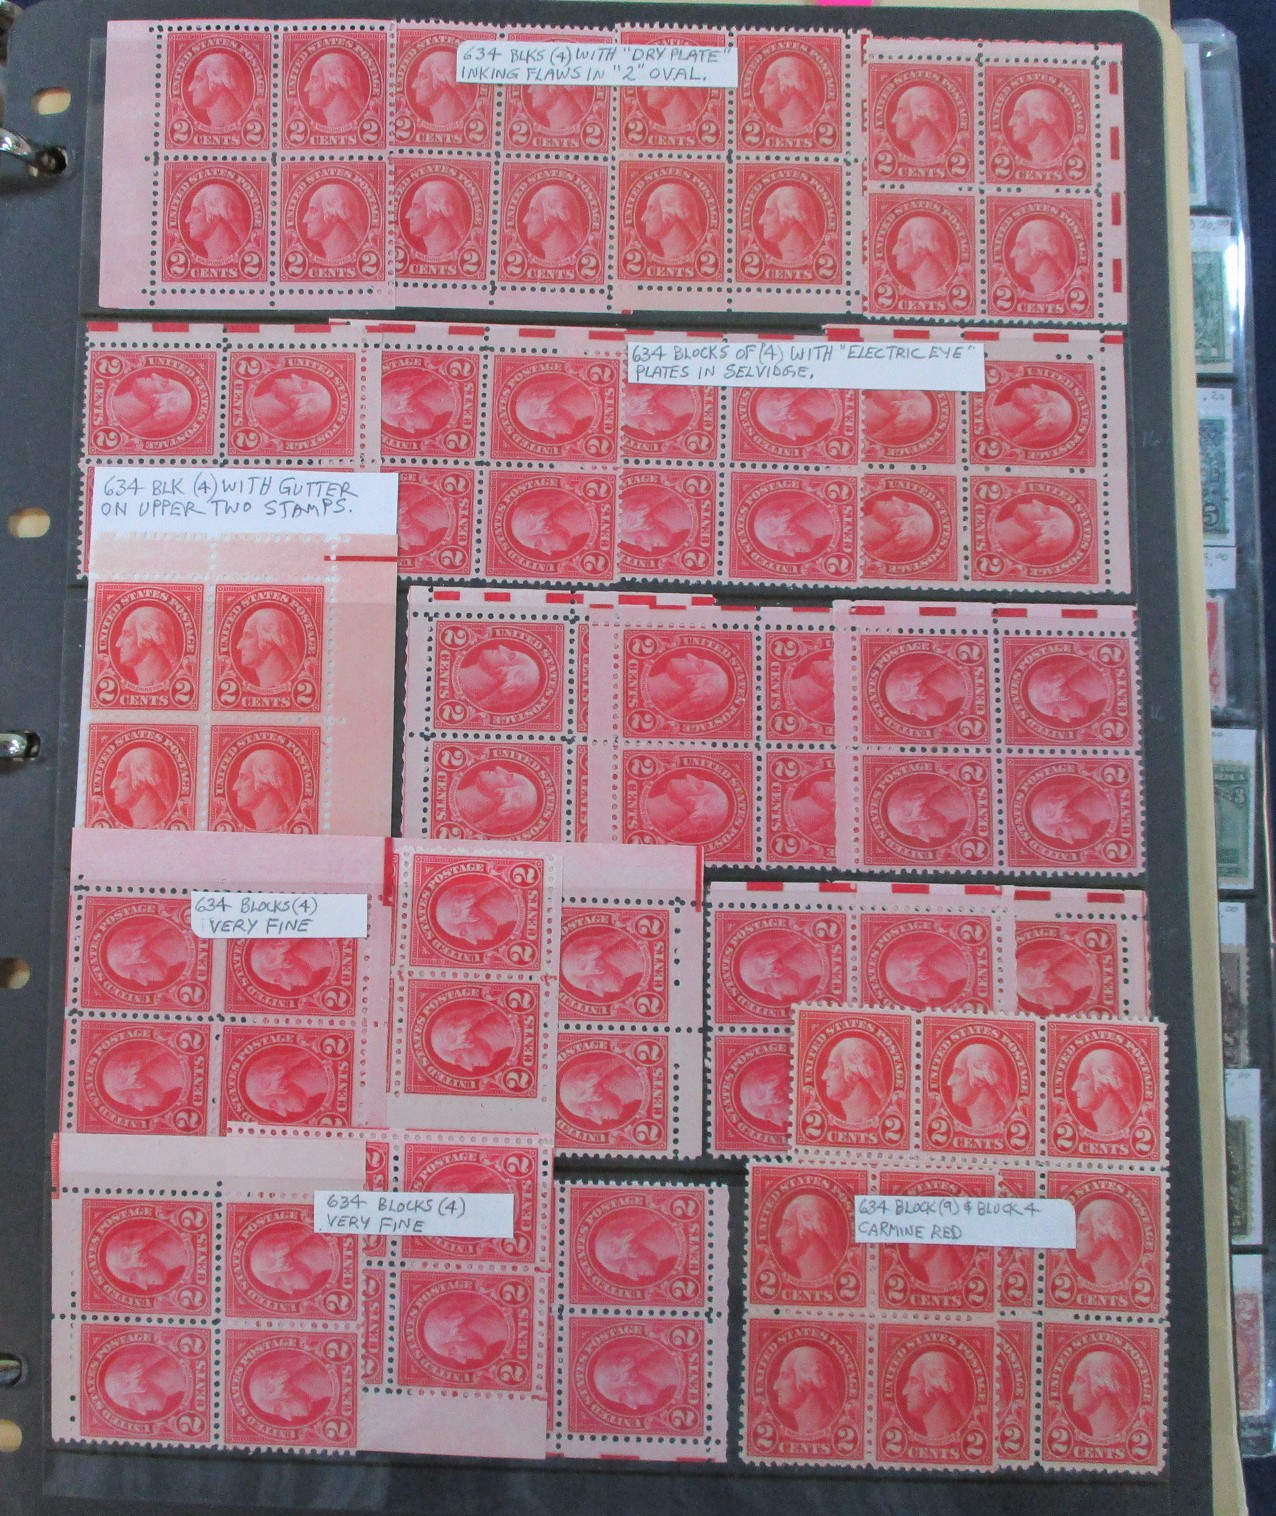 634 BLKS (4) WITH "DRY PLATE"
INKING FLAWS IN "2" OVAL.
634 BLOCKS OF (4) WITH "ELECTRIC EYE"
PLATES IN SELVIDGE.
634 BLK (4) WITH GUTTER
ON UPPER TWO STAMPS.
UNITED STATES POSTAGE
2 CENTS 2
634 BLOCKS (4)
VERY FINE
634 BLOCKS (4)
VERY FINE
634 BLOCK (9) & BLOCK 4
CARMINE RED